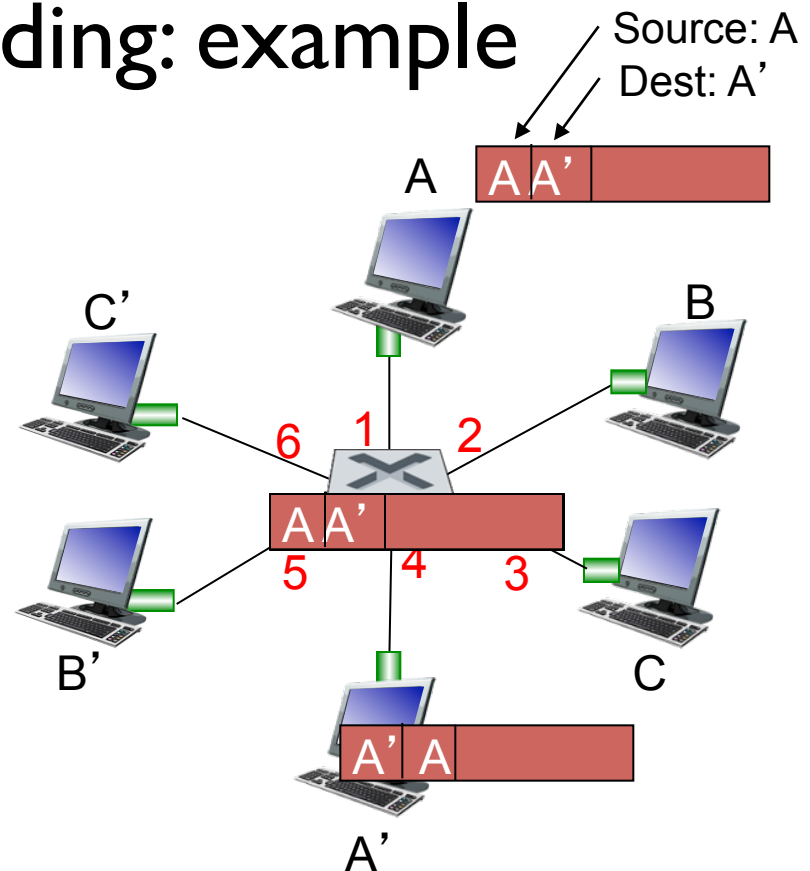 ding: example
Source: A
Dest: A’
A
A A’
C’
B
6 1 2
A A’
5 4 3
B’
C
A’ A
A’